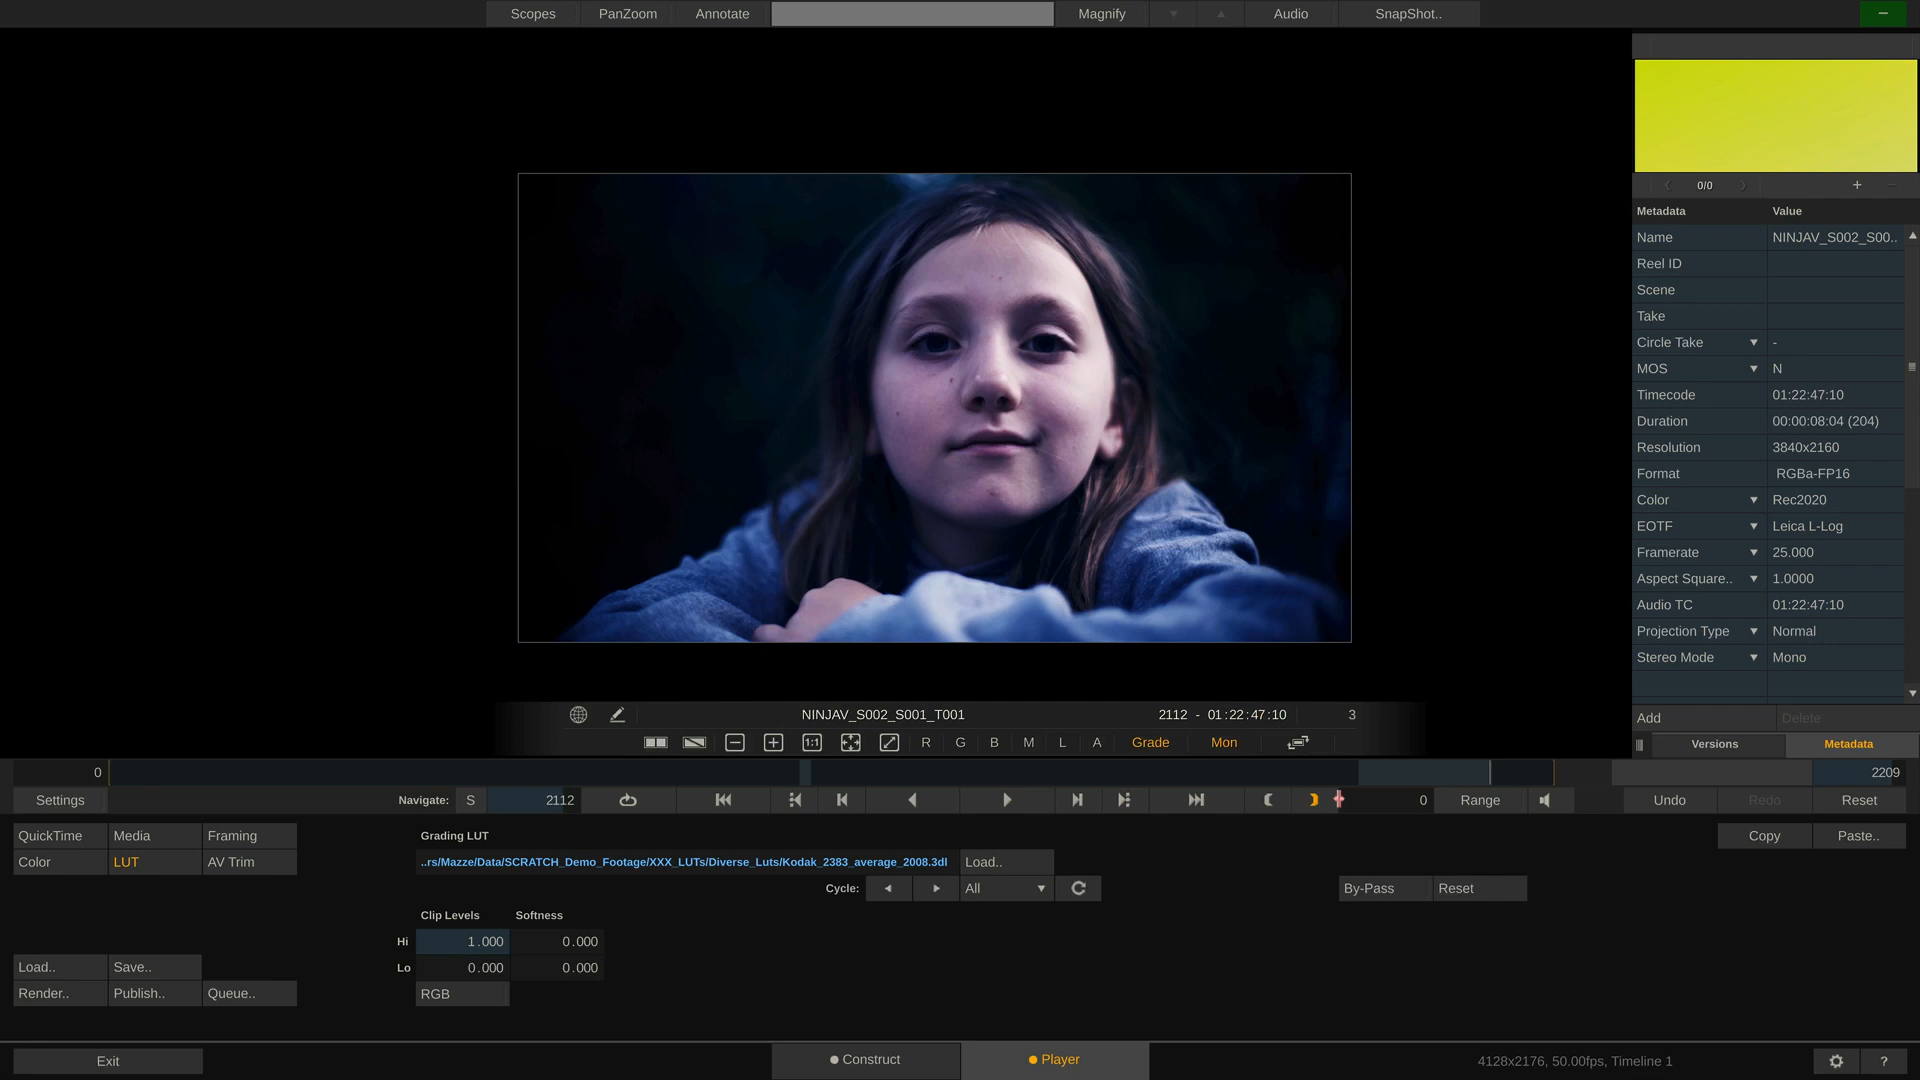 Scopes PanZoom Annotate Magnify Audio SnapShot..
0/0
Metadata Value
Name NINJAV_S002_S00..
Reel ID
Scene
Take
Circle Take -
MOS N
Timecode 01:22:47:10
Duration 00:00:08:04 (204)
Resolution 3840x2160
Format RGBa-FP16
Color Rec2020
EOTF Leica L-Log
Framerate 25.000
Aspect Square.. 1.0000
Audio TC 01:22:47:10
Projection Type Normal
Stereo Mode Mono
Add Delete
Versions Metadata
NINJAV_S002_S001_T001 2112 - 01:22:47:10 3
1:1 R G B M L A Grade Mon
0 2209
Settings Navigate: S 2112 0 Range Undo Redo Reset
QuickTime Media Framing Grading LUT Copy Paste..
Color LUT AV Trim ..rs/Mazze/Data/SCRATCH_Demo_Footage/XXX_LUTs/Diverse_Luts/Kodak_2383_average_2008.3dl Load..
Cycle: All By-Pass Reset
Clip Levels Softness
Hi 1.000 0.000
Load.. Save.. Lo 0.000 0.000
Render.. Publish.. Queue.. RGB
Exit Construct Player 4128x2176, 50.00fps, Timeline 1 ?